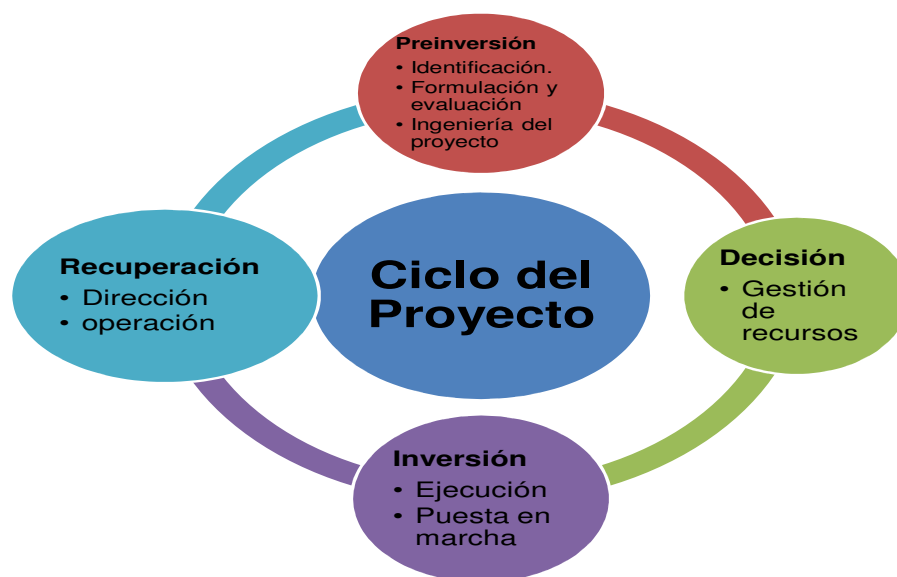 Preinversión
• Identificación.
• Formulación y
evaluación
• Ingeniería del
proyecto
Decisión
• Gestión
de
recursos
Inversión
• Ejecución
• Puesta en
marcha
Recuperación
• Dirección
• operación
Ciclo del
Proyecto